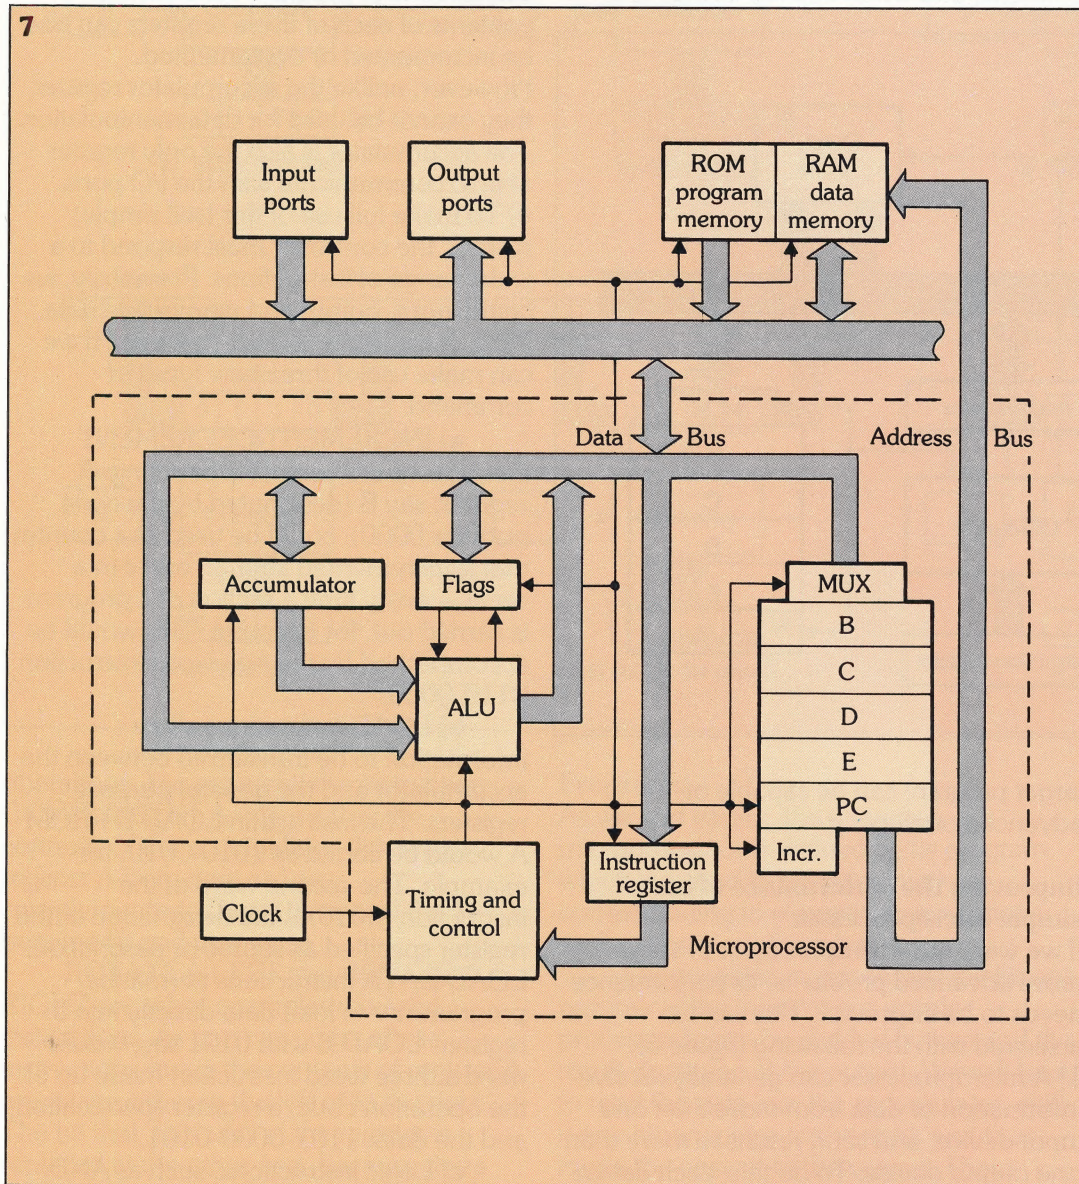 7
Input
ports
Output
ports
ROM
program
memory
RAM
data
memory
Data Bus
Address Bus
Accumulator
Flags
MUX
B
C
ALU
D
E
PC
Incr.
Instruction
register
Clock
Timing and
control
Microprocessor